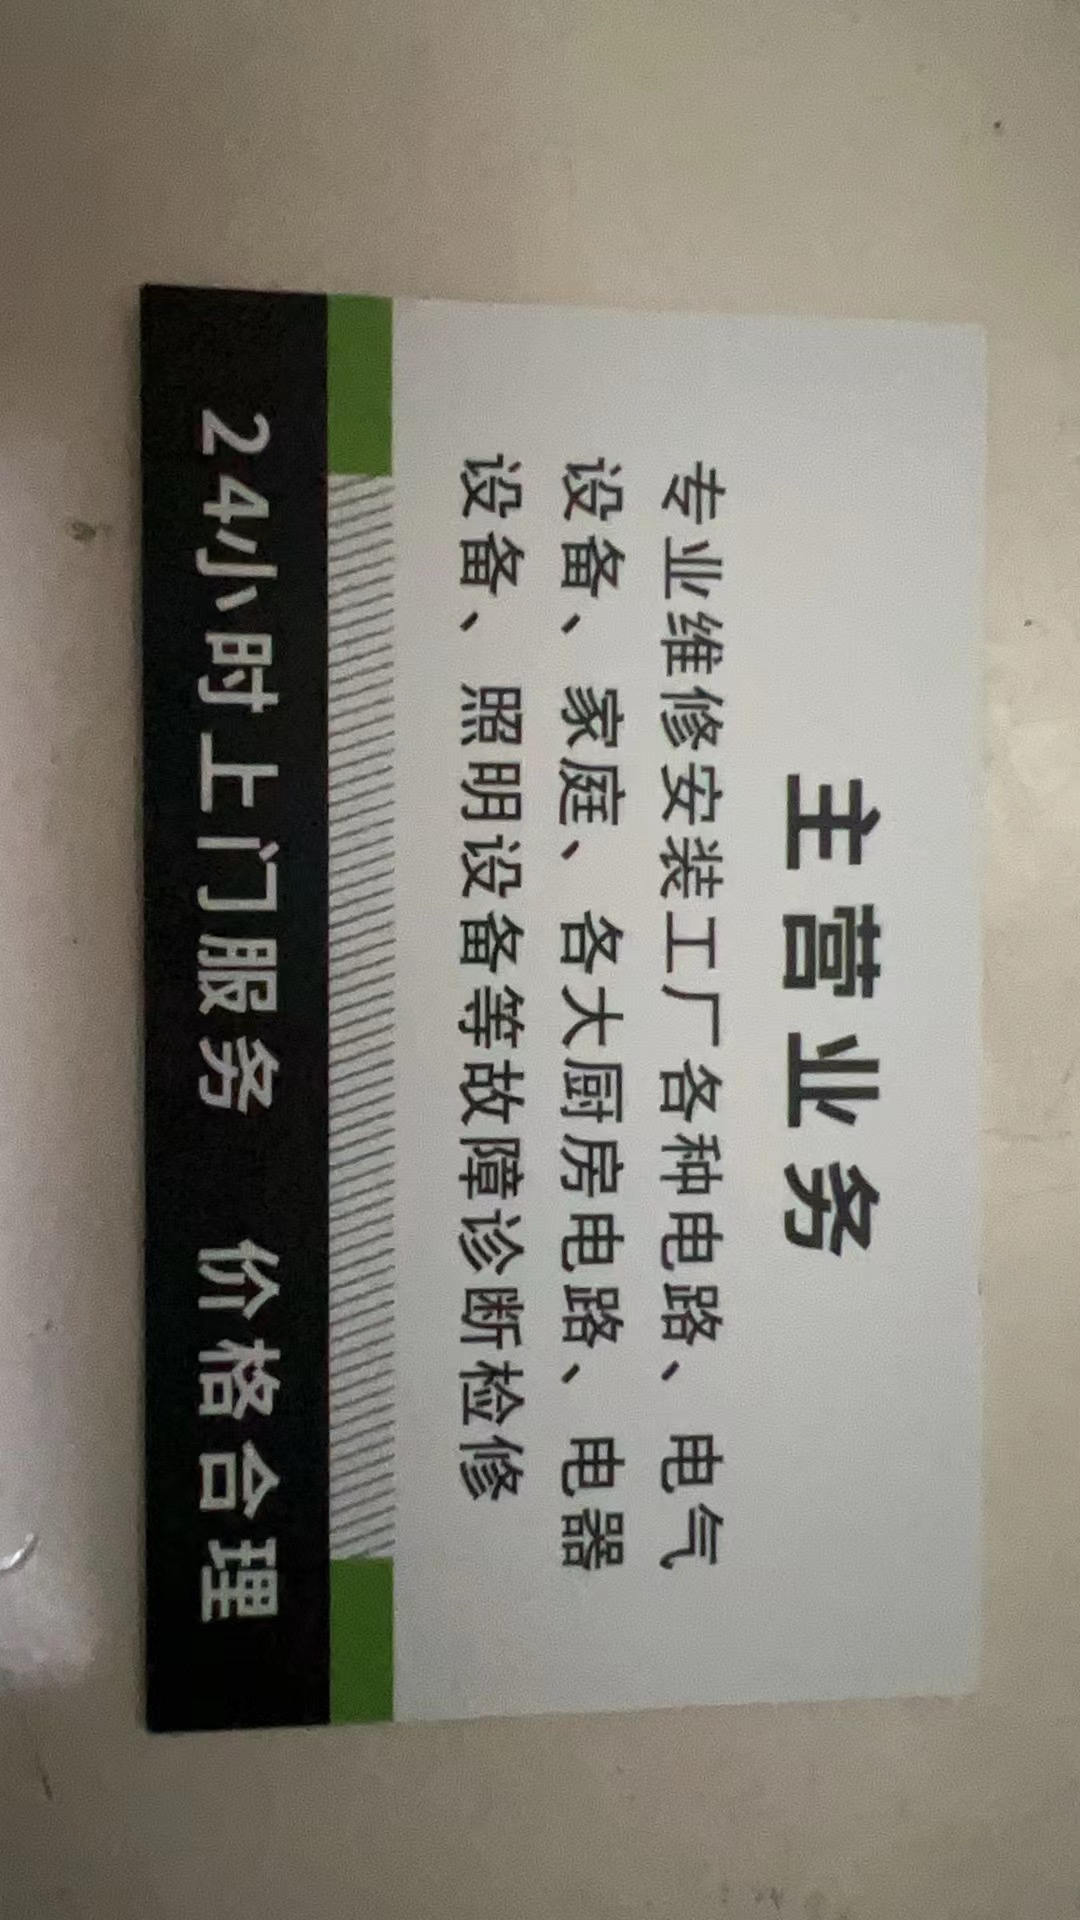 主营业务
专业维修安装工厂各种电路、电气
设备、家庭、各大厨房电路、电器
设备、照明设备等故障诊断检修
24小时上门服务 价格合理